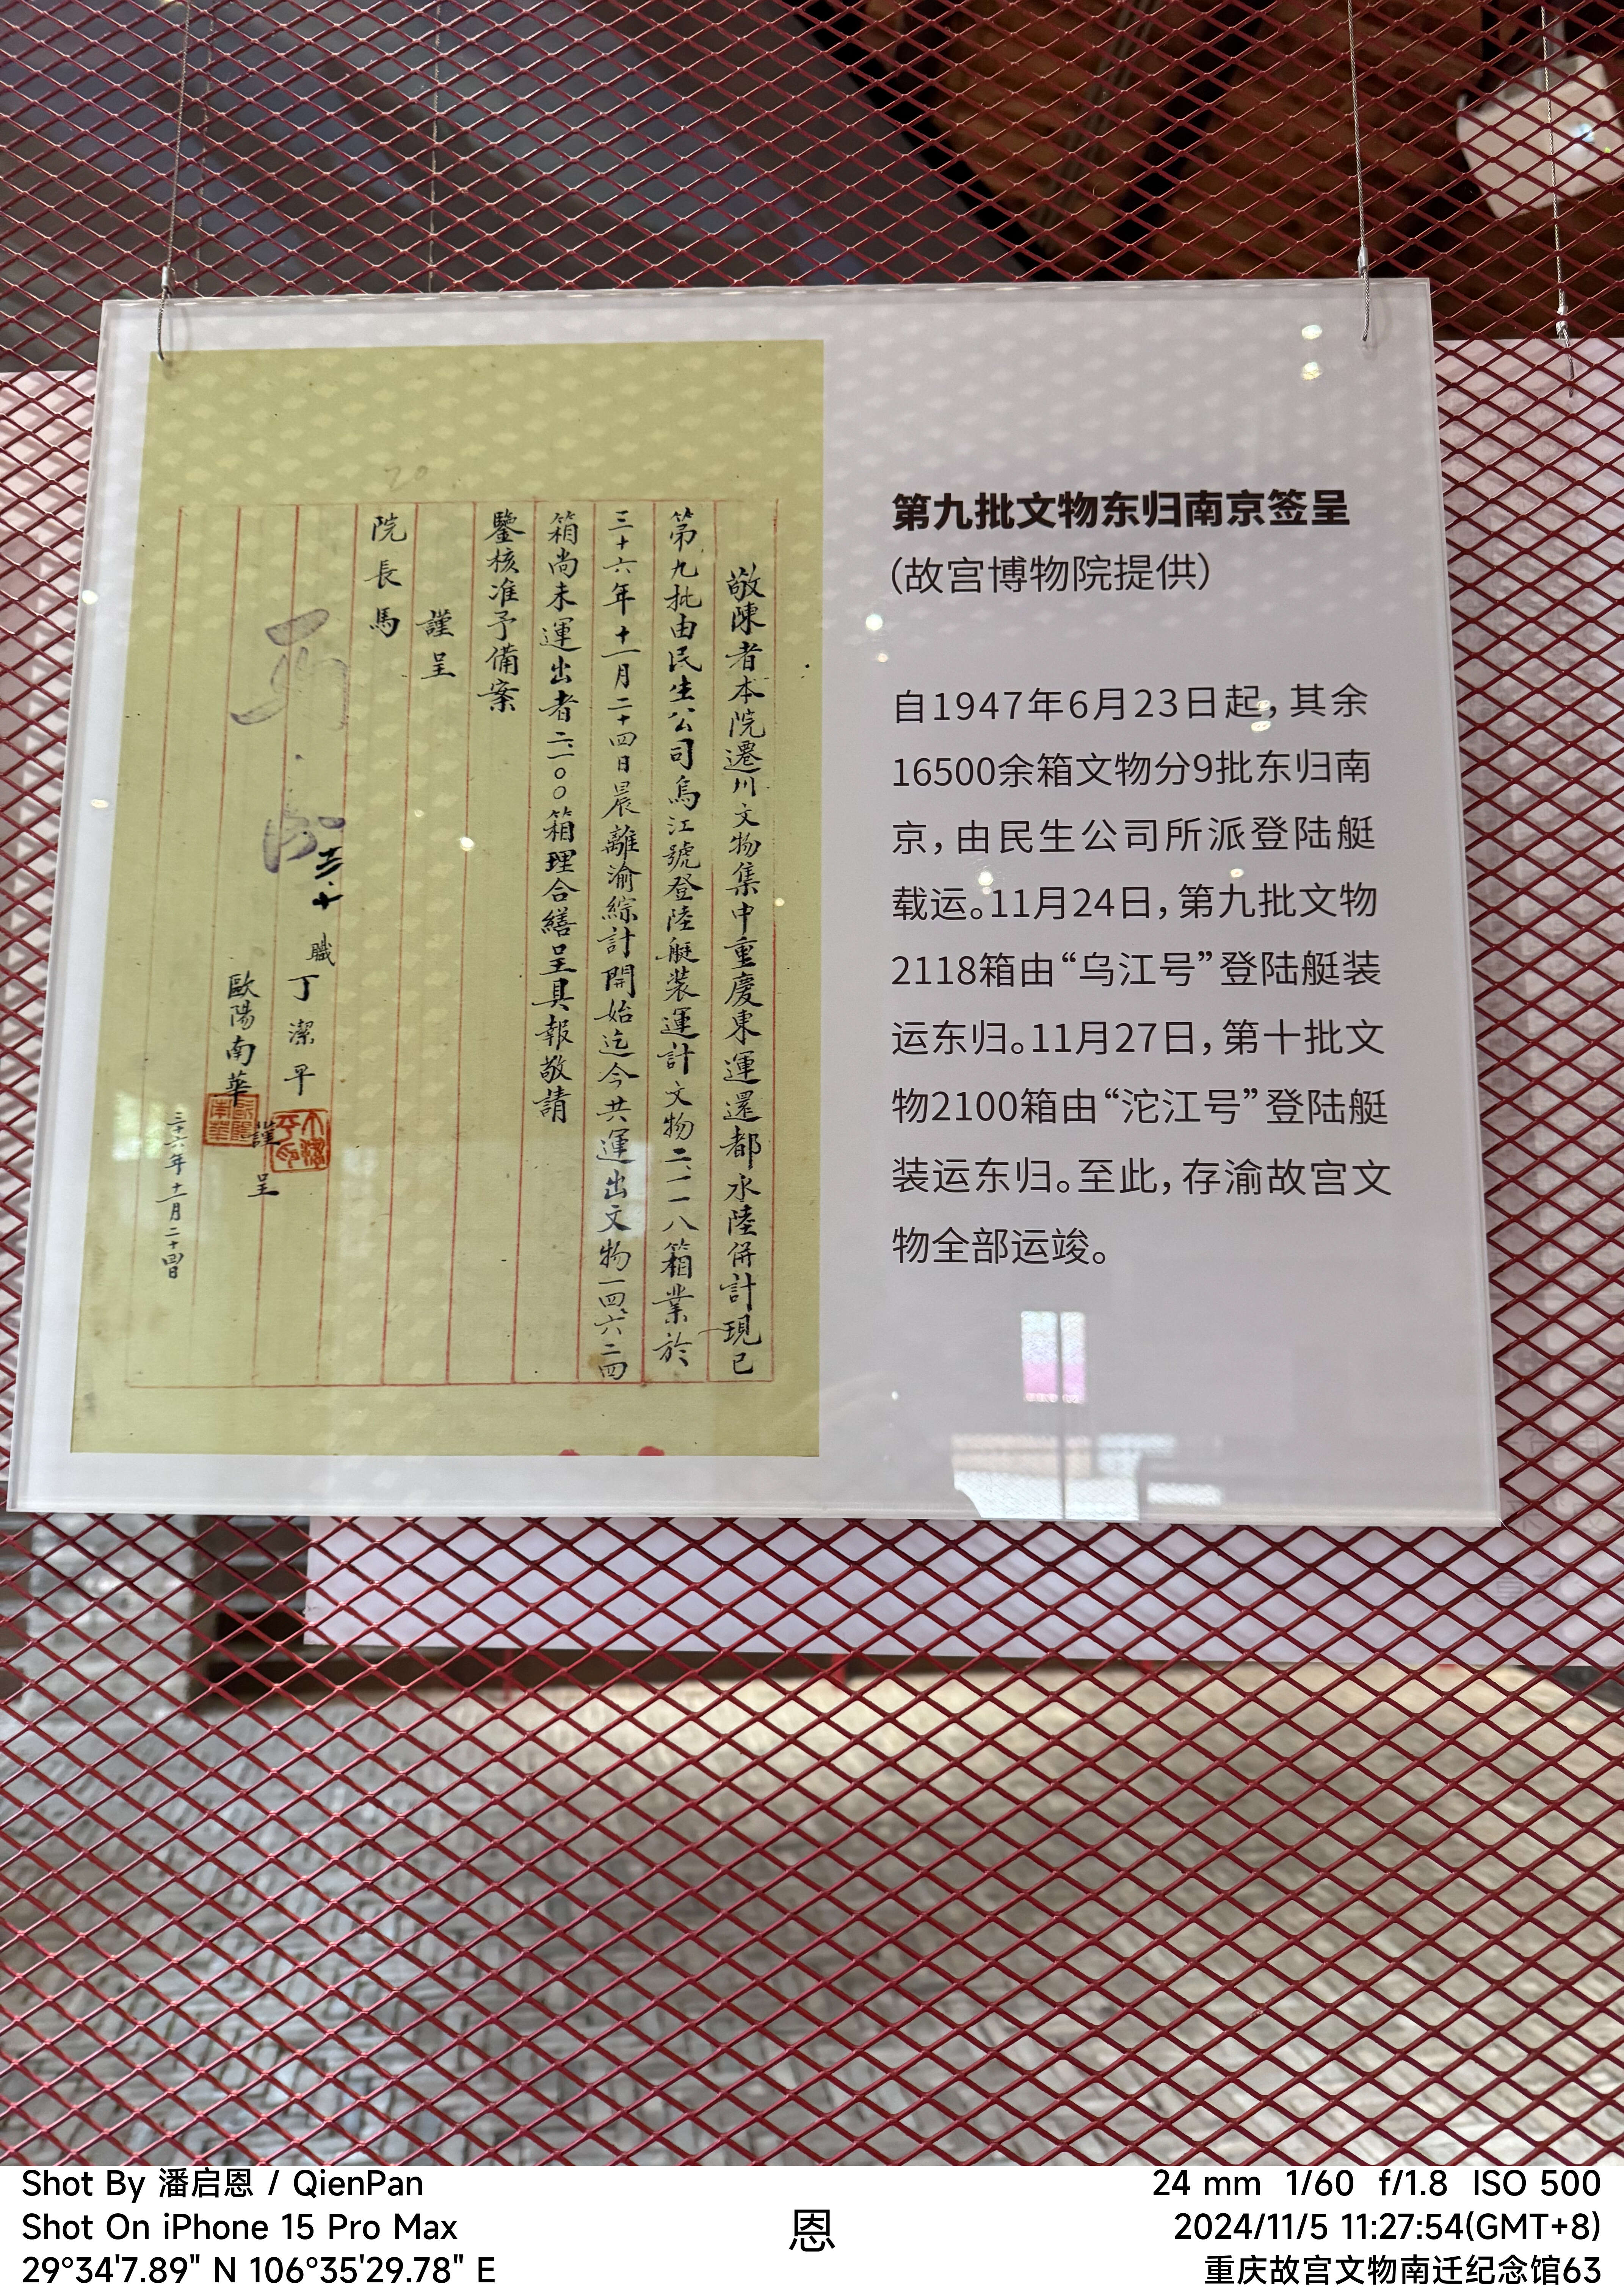 敬陳者本院遷川文物集中重慶東運還都水陸併計現已
第九批由民生公司烏江號登陸艇裝運計文物二、一一八箱業於
三十六年十一月二十四日晨離渝綜計開始迄今共運出文物一四、六二四
箱尚未運出者二、一〇〇箱理合繕呈具報敬請
鑒核准予備案
謹呈
院長馬
職丁潔平
歐陽南華
謹呈
三十六年十一月二十四日
第九批文物东归南京签呈
（故宫博物院提供）
自1947年6月23日起，其余
16500余箱文物分9批东归南
京，由民生公司所派登陆艇
载运。11月24日，第九批文物
2118箱由“乌江号”登陆艇装
运东归。11月27日，第十批文
物2100箱由“沱江号”登陆艇
装运东归。至此，存渝故宫文
物全部运竣。
Shot By 潘启恩 / QienPan
Shot On iPhone 15 Pro Max
29°34'7.89" N 106°35'29.78" E
恩
24 mm 1/60 f/1.8 ISO 500
2024/11/5 11:27:54(GMT+8)
重庆故宫文物南迁纪念馆63